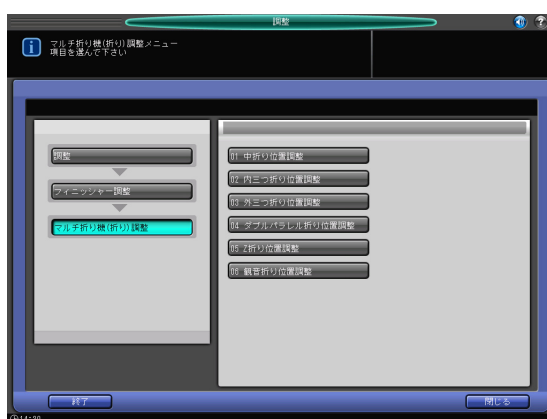 調整
マルチ折り機(折り)調整メニュー
項目を選んで下さい
調整
フィニッシャー調整
マルチ折り機(折り)調整
01 中折り位置調整
02 内三つ折り位置調整
03 外三つ折り位置調整
04 ダブルパラレル折り位置調整
05 Z折り位置調整
06 観音折り位置調整
終了
閉じる
14:20